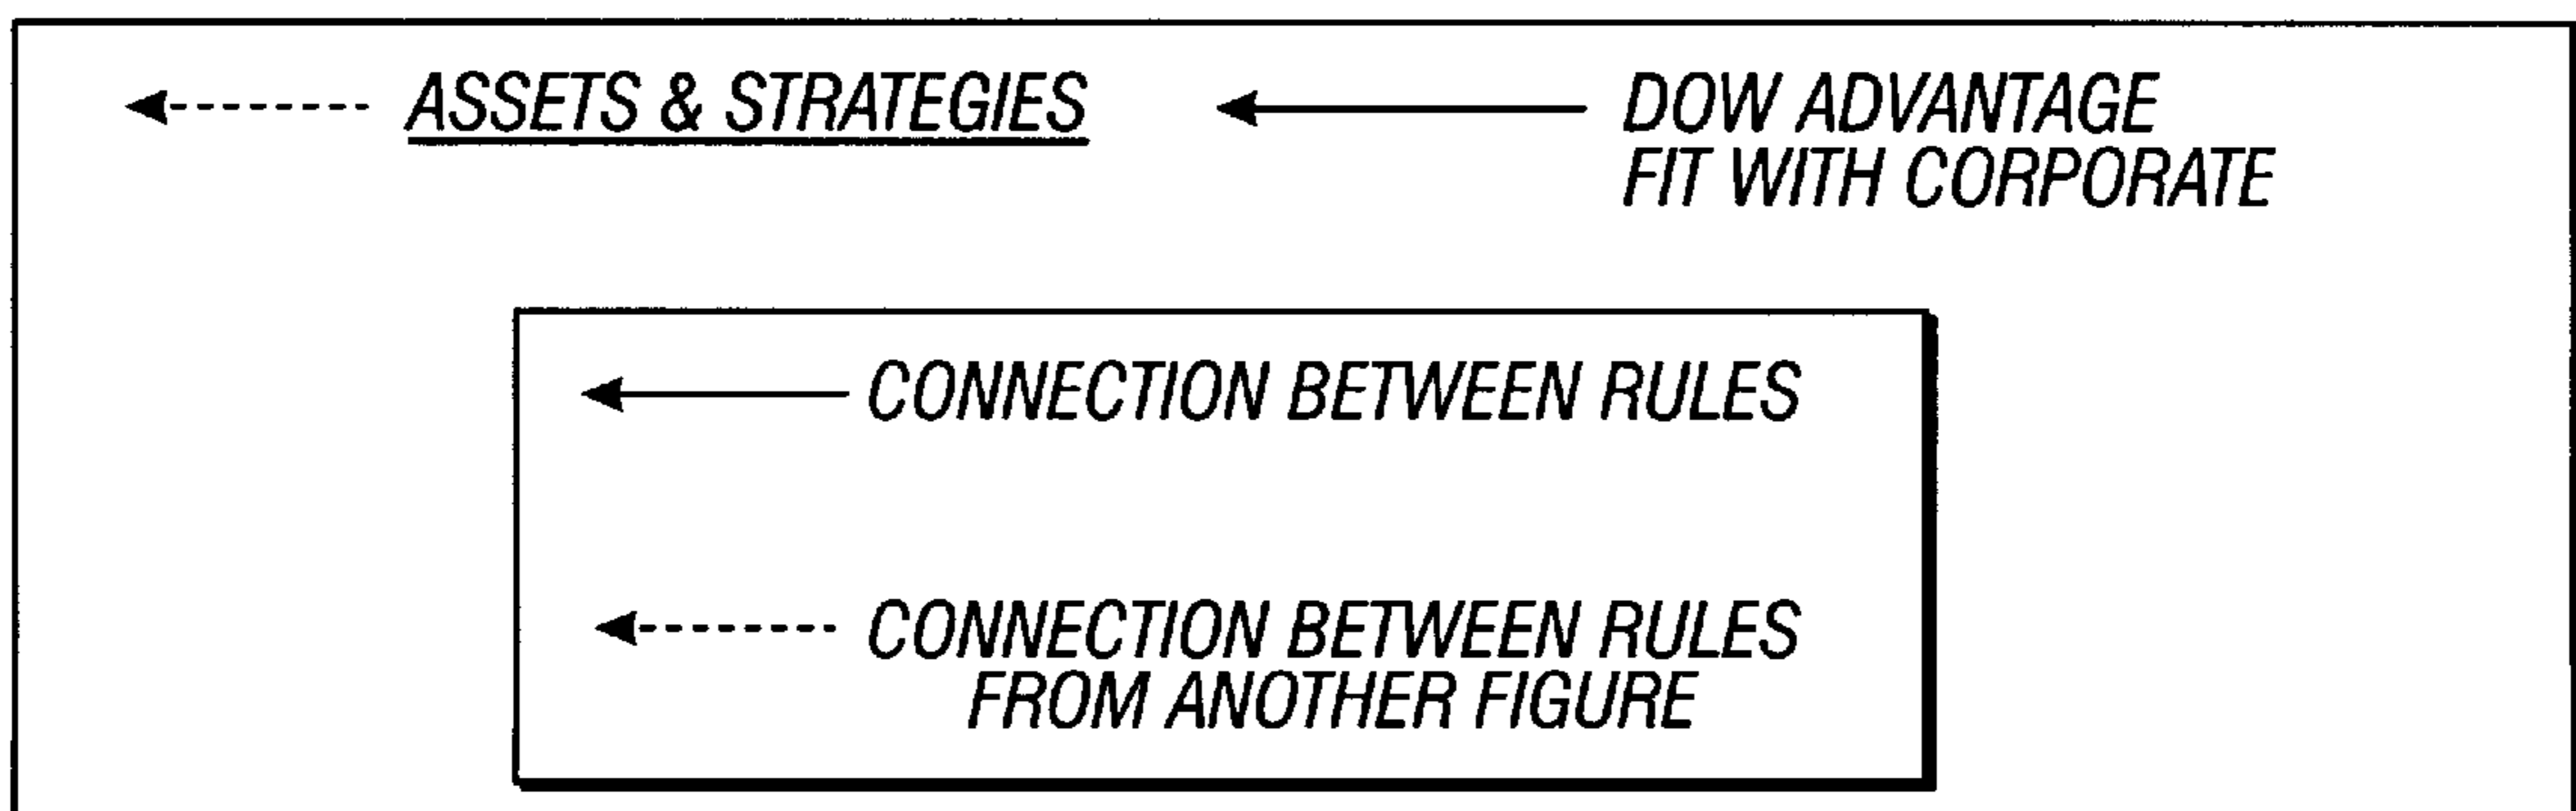 ASSETS & STRATEGIES
DOW ADVANTAGE
FIT WITH CORPORATE
CONNECTION BETWEEN RULES
CONNECTION BETWEEN RULES
FROM ANOTHER FIGURE